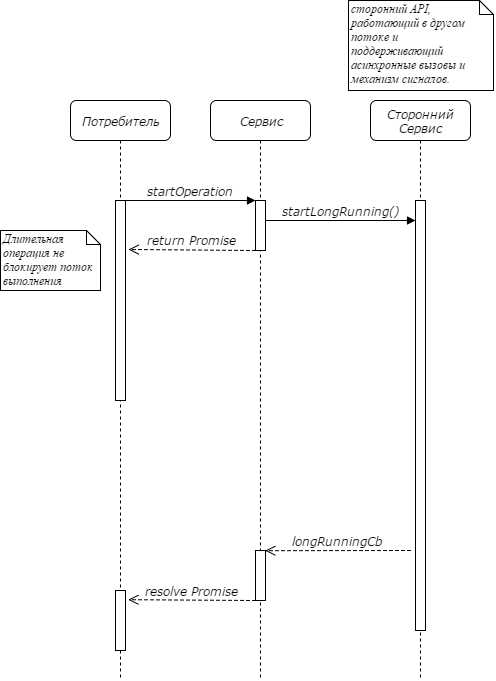 сторонний API,
работающий в другом
потоке и
поддерживающий
асинхронные вызовы и
механизм сигналов.
Потребитель
Сервис
Сторонний
Сервис
startOperation
startLongRunning()
return Promise
Длительная
операция не
блокирует поток
выполнения
longRunningCb
resolve Promise